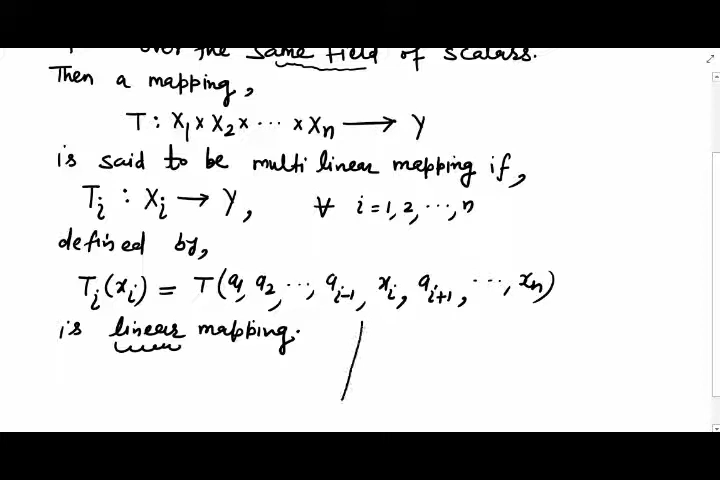 over the same field of scalars.
Then a mapping,
T : X₁ × X₂ × ··· × Xn ⟶ Y
is said to be multi linear mapping if,
Tᵢ : Xᵢ → Y, ∀ i = 1, 2, ···, n
defined by,
Tᵢ(xᵢ) = T(a₁, a₂, ···, aᵢ₋₁, xᵢ, aᵢ₊₁, ···, xn)
is linear mapping.